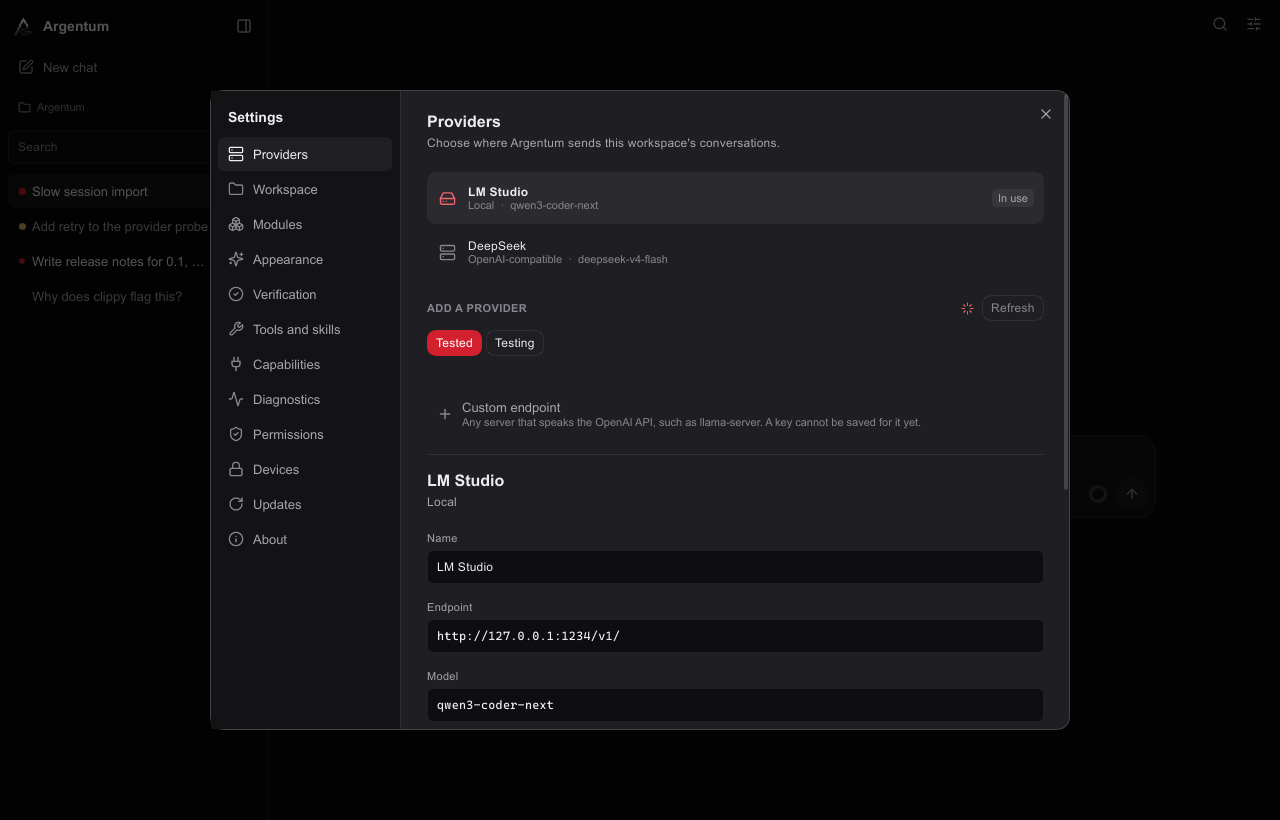 Argentum
New chat
Argentum
Search
Slow session import
Add retry to the provider probe
Write release notes for 0.1, ...
Why does clippy flag this?
Settings
Providers
Workspace
Modules
Appearance
Verification
Tools and skills
Capabilities
Diagnostics
Permissions
Devices
Updates
About
Providers
Choose where Argentum sends this workspace's conversations.
LM Studio
Local · qwen3-coder-next
In use
DeepSeek
OpenAI-compatible · deepseek-v4-flash
ADD A PROVIDER
Refresh
Tested Testing
Custom endpoint
Any server that speaks the OpenAI API, such as llama-server. A key cannot be saved for it yet.
LM Studio
Local
Name
LM Studio
Endpoint
http://127.0.0.1:1234/v1/
Model
qwen3-coder-next